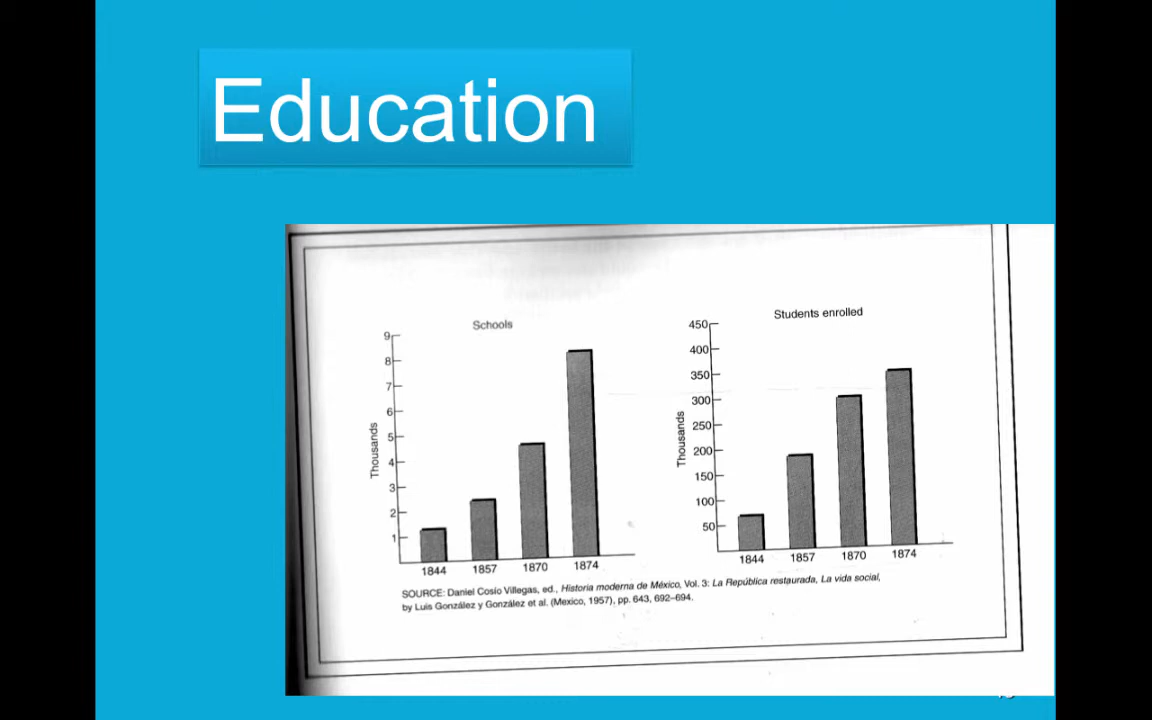 Education
Schools
9
8
7
6
5
4
3
2
1
Thousands
1844 1857 1870 1874
Students enrolled
450
400
350
300
250
200
150
100
50
Thousands
1844 1857 1870 1874
SOURCE: Daniel Cosío Villegas, ed., Historia moderna de México, Vol. 3: La República restaurada, La vida social,
by Luis González y González et al. (Mexico, 1957), pp. 643, 692–694.